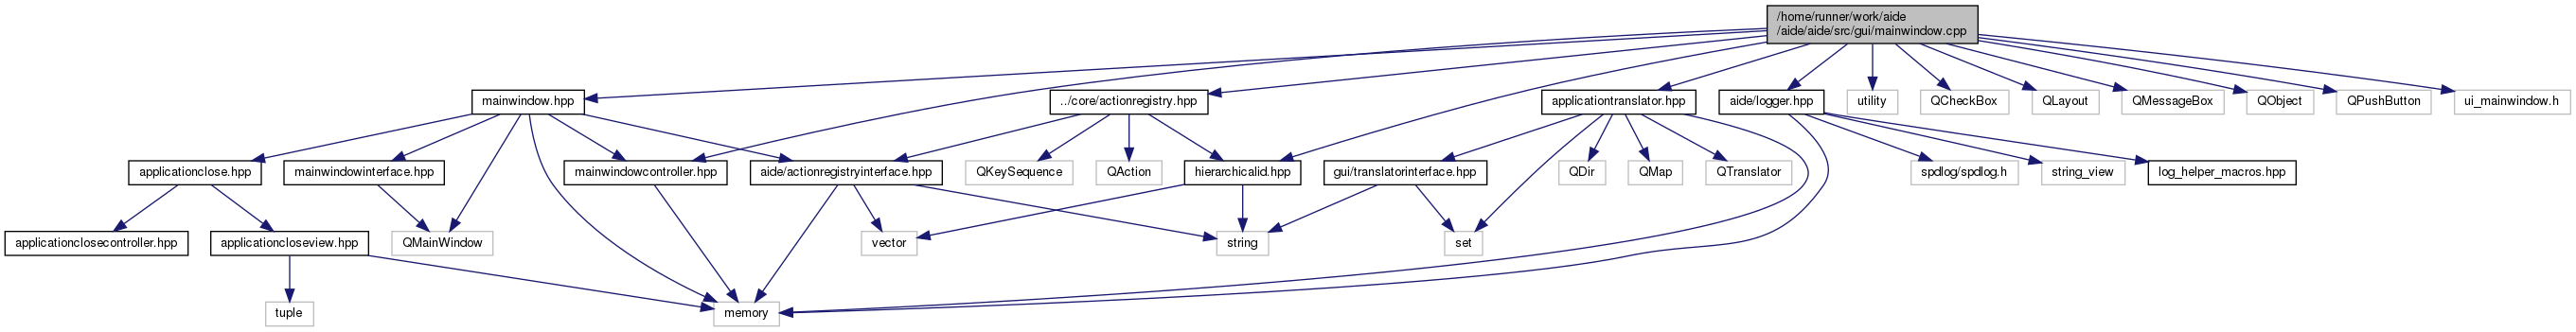 /home/runner/work/aide
/aide/aide/src/gui/mainwindow.cpp
mainwindow.hpp
../core/actionregistry.hpp
applicationtranslator.hpp
aide/logger.hpp
utility
QCheckBox
QLayout
QMessageBox
QObject
QPushButton
ui_mainwindow.h
applicationclose.hpp
mainwindowinterface.hpp
mainwindowcontroller.hpp
aide/actionregistryinterface.hpp
QKeySequence
QAction
hierarchicalid.hpp
gui/translatorinterface.hpp
QDir
QMap
QTranslator
spdlog/spdlog.h
string_view
log_helper_macros.hpp
applicationclosecontroller.hpp
applicationcloseview.hpp
QMainWindow
vector
string
set
tuple
memory